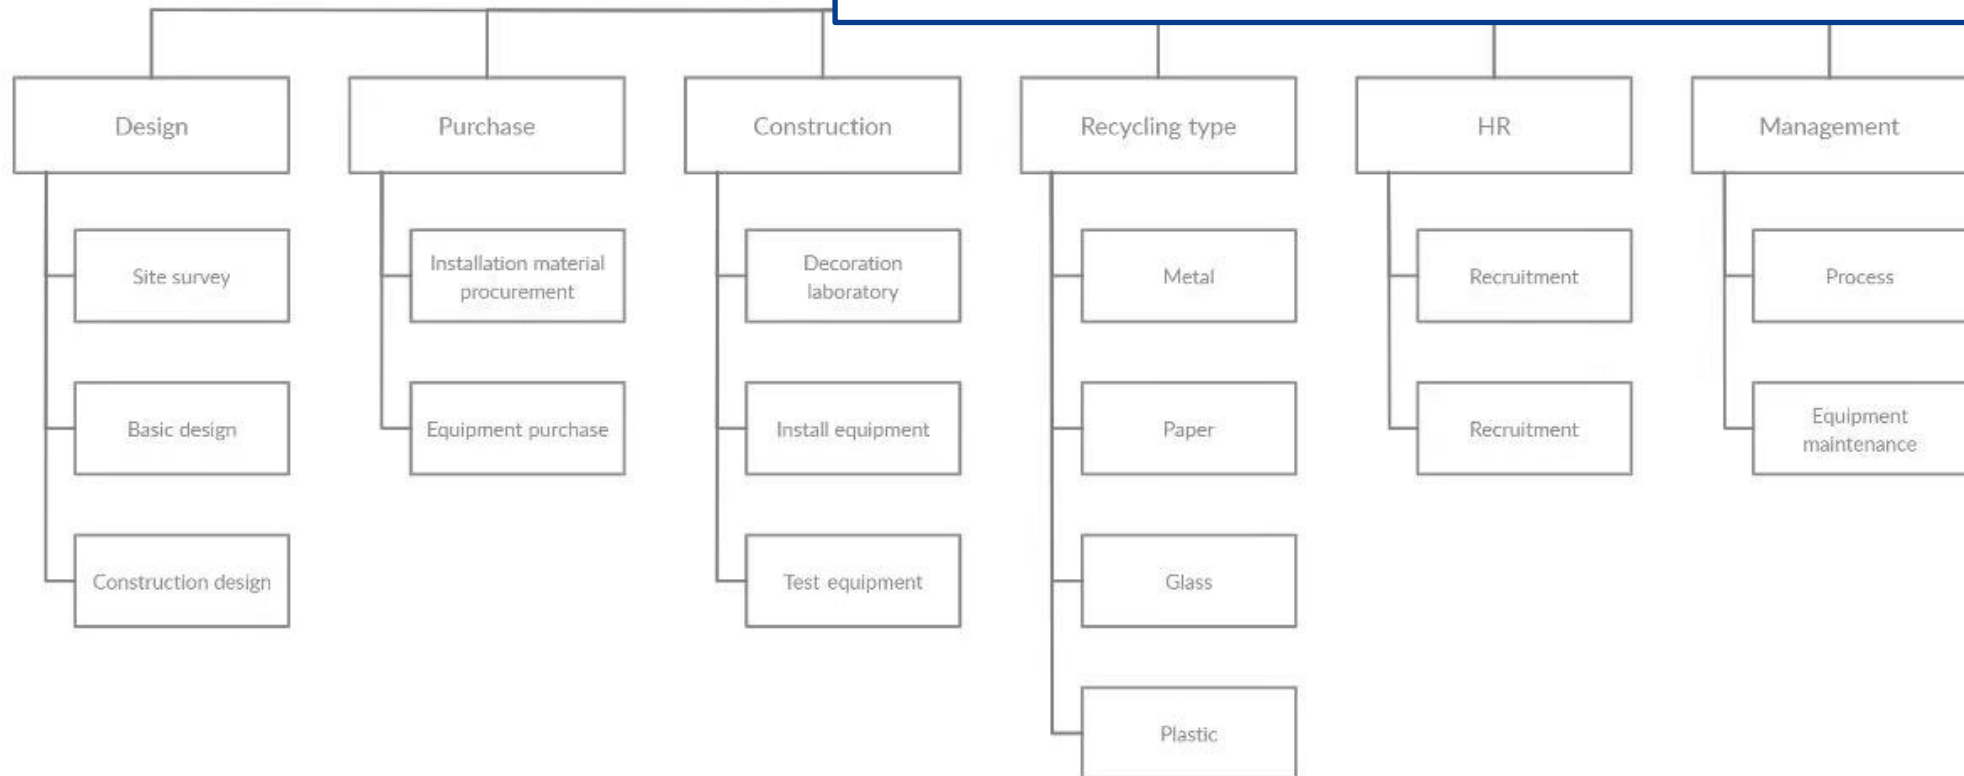 Design
Purchase
Construction
Recycling type
HR
Management
Site survey
Installation material
procurement
Decoration
laboratory
Metal
Recruitment
Process
Basic design
Equipment purchase
Install equipment
Paper
Recruitment
Equipment
maintenance
Construction design
Test equipment
Glass
Plastic